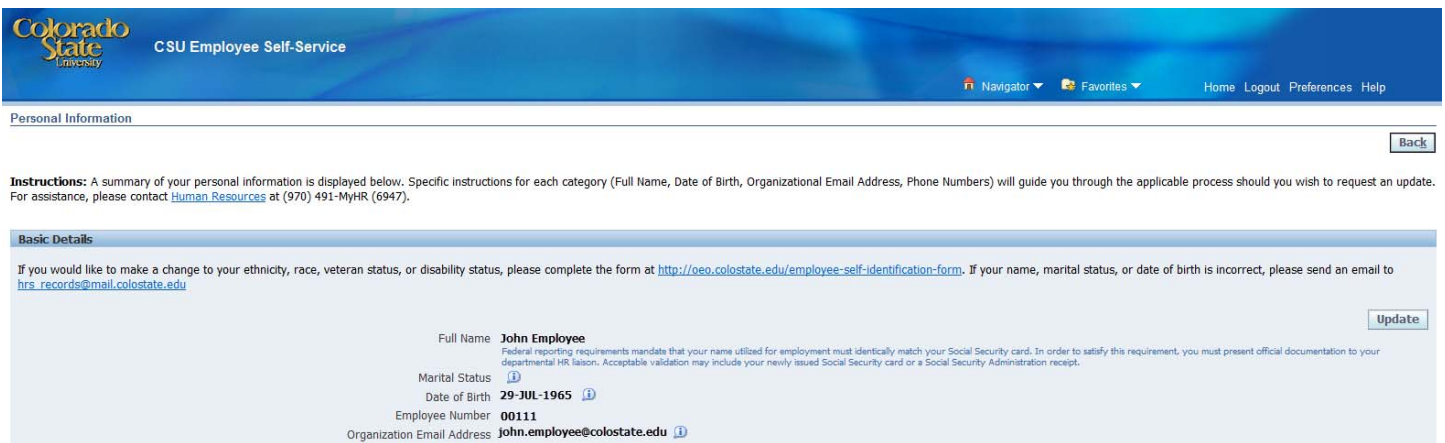 Colorado
State
University
CSU Employee Self-Service
Navigator Favorites Home Logout Preferences Help
Personal Information
Back
Instructions: A summary of your personal information is displayed below. Specific instructions for each category (Full Name, Date of Birth, Organizational Email Address, Phone Numbers) will guide you through the applicable process should you wish to request an update.
For assistance, please contact Human Resources at (970) 491-MyHR (6947).
Basic Details
If you would like to make a change to your ethnicity, race, veteran status, or disability status, please complete the form at http://oeo.colostate.edu/employee-self-identification-form. If your name, marital status, or date of birth is incorrect, please send an email to
hrs_records@mail.colostate.edu
Update
Full Name John Employee
Federal reporting requirements mandate that your name utilized for employment must identically match your Social Security card. In order to satisfy this requirement, you must present official documentation to your
departmental HR liaison. Acceptable validation may include your newly issued Social Security card or a Social Security Administration receipt.
Marital Status
Date of Birth 29-JUL-1965
Employee Number 00111
Organization Email Address john.employee@colostate.edu